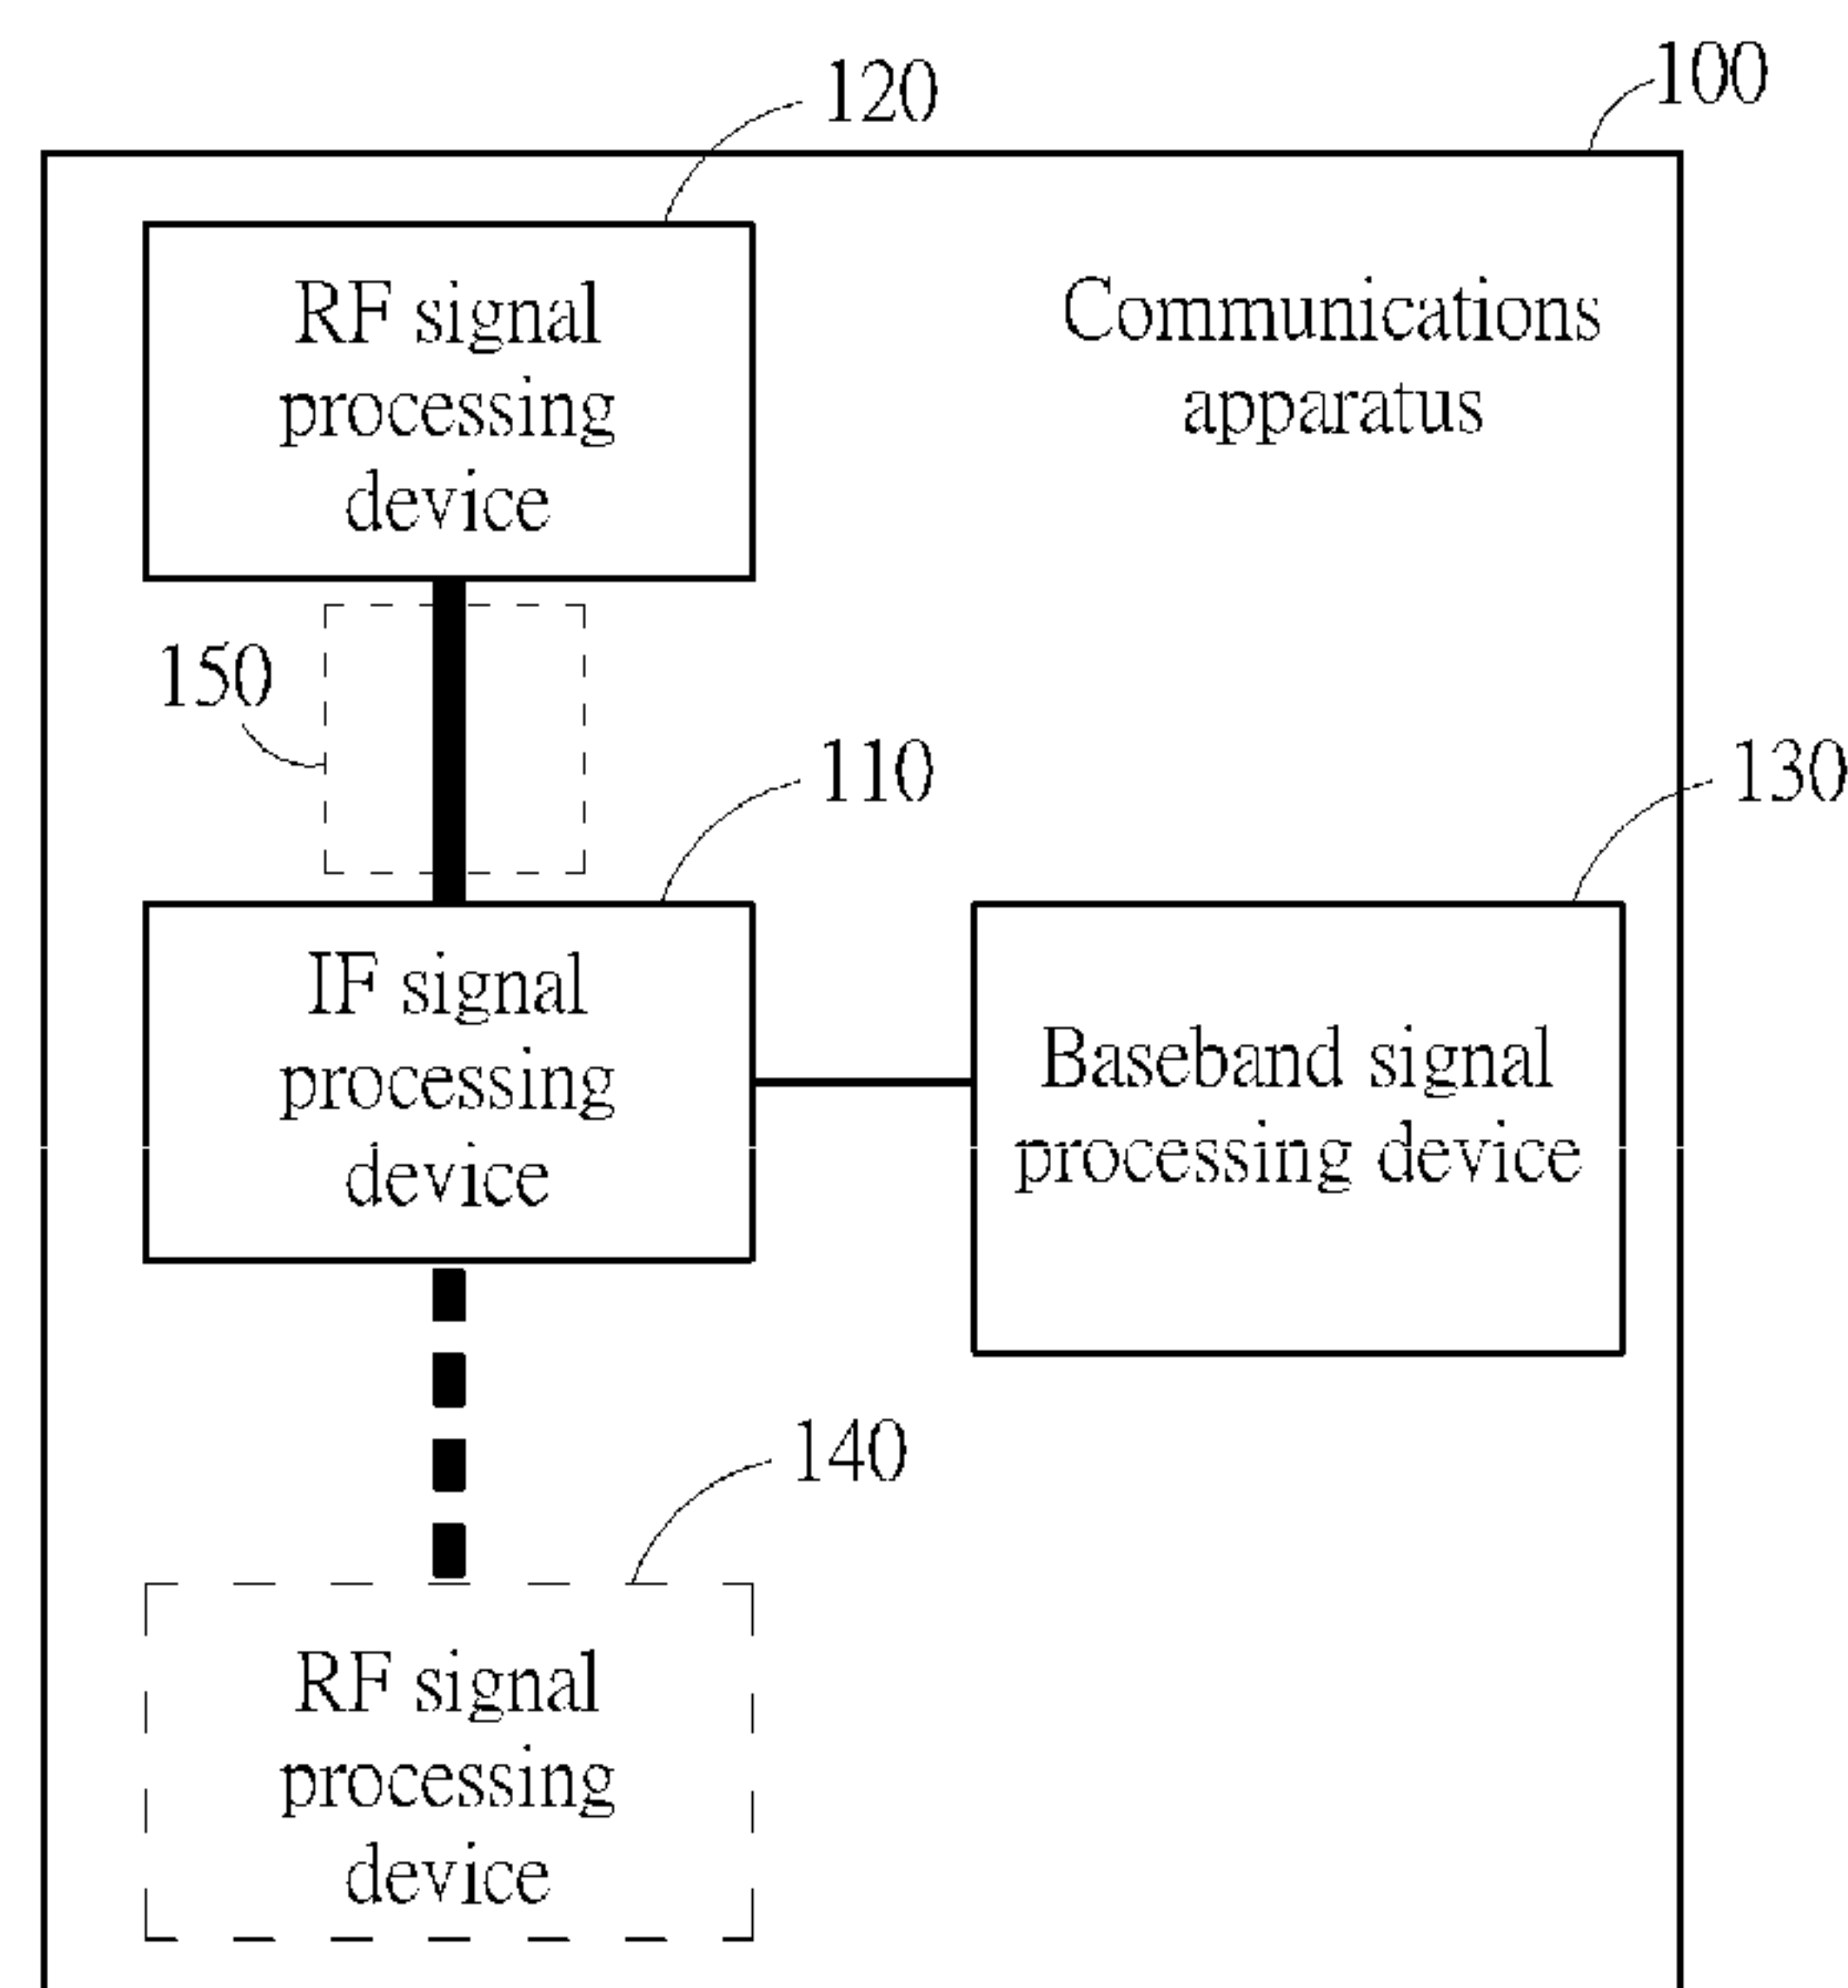 100
120
RF signal
processing
device
Communications
apparatus
150
110
130
IF signal
processing
device
Baseband signal
processing device
140
RF signal
processing
device